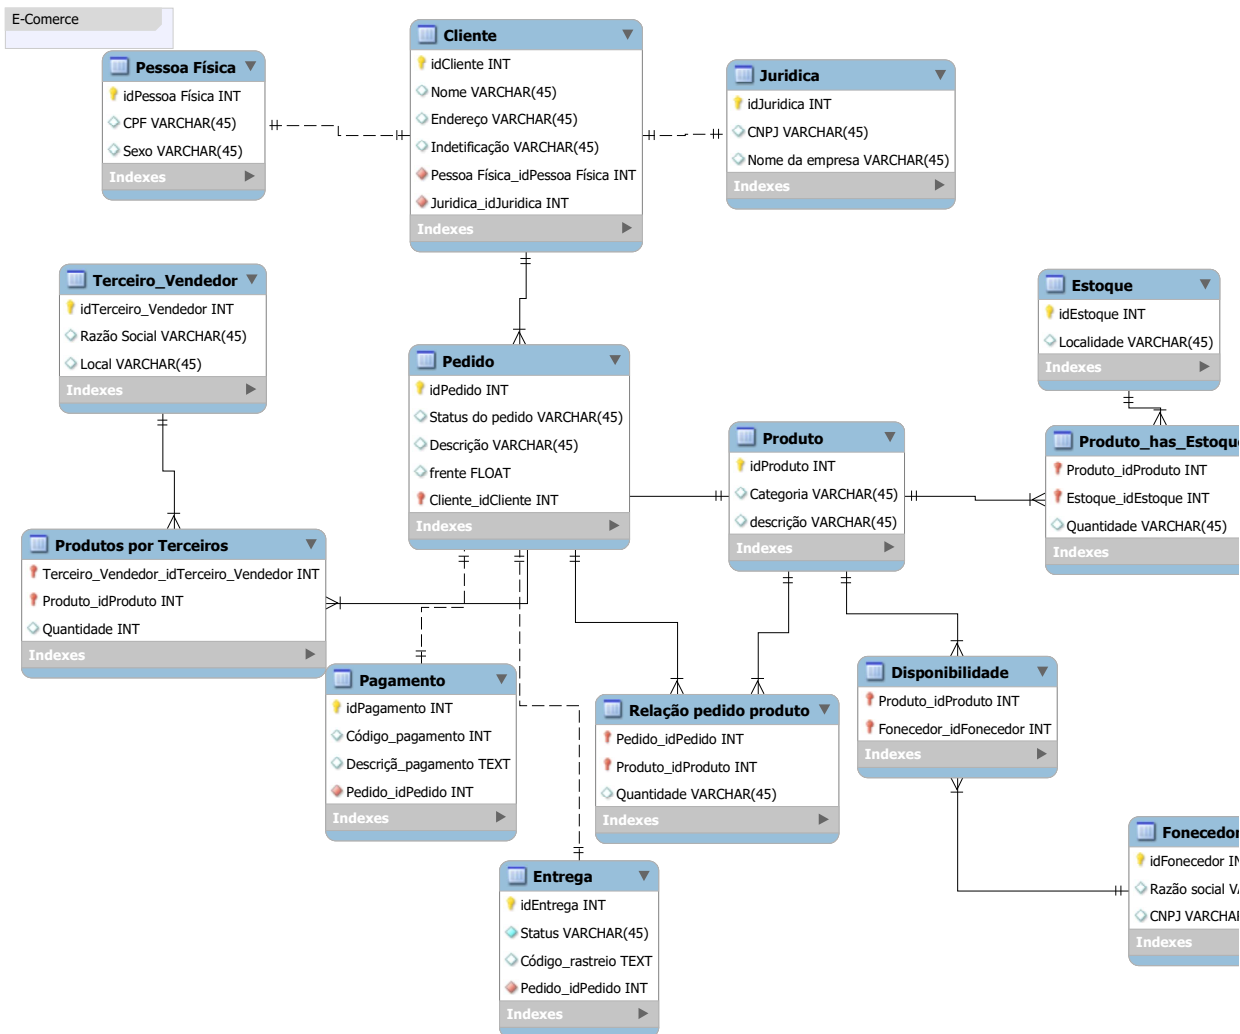 E-Comerce
Pessoa Física
idPessoa Física INT
CPF VARCHAR(45)
Sexo VARCHAR(45)
Indexes
Cliente
idCliente INT
Nome VARCHAR(45)
Endereço VARCHAR(45)
Indetificação VARCHAR(45)
Pessoa Física_idPessoa Física INT
Juridica_idJuridica INT
Indexes
Juridica
idJuridica INT
CNPJ VARCHAR(45)
Nome da empresa VARCHAR(45)
Indexes
Terceiro_Vendedor
idTerceiro_Vendedor INT
Razão Social VARCHAR(45)
Local VARCHAR(45)
Indexes
Pedido
idPedido INT
Status do pedido VARCHAR(45)
Descrição VARCHAR(45)
frente FLOAT
Cliente_idCliente INT
Indexes
Produto
idProduto INT
Categoria VARCHAR(45)
descrição VARCHAR(45)
Indexes
Estoque
idEstoque INT
Localidade VARCHAR(45)
Indexes
Produto_has_Estoque
Produto_idProduto INT
Estoque_idEstoque INT
Quantidade VARCHAR(45)
Indexes
Produtos por Terceiros
Terceiro_Vendedor_idTerceiro_Vendedor INT
Produto_idProduto INT
Quantidade INT
Indexes
Pagamento
idPagamento INT
Código_pagamento INT
Descriçã_pagamento TEXT
Pedido_idPedido INT
Indexes
Relação pedido produto
Pedido_idPedido INT
Produto_idProduto INT
Quantidade VARCHAR(45)
Indexes
Disponibilidade
Produto_idProduto INT
Fonecedor_idFonecedor INT
Indexes
Fonecedor
idFonecedor IN
Razão social VA
CNPJ VARCHAR
Indexes
Entrega
idEntrega INT
Status VARCHAR(45)
Código_rastreio TEXT
Pedido_idPedido INT
Indexes